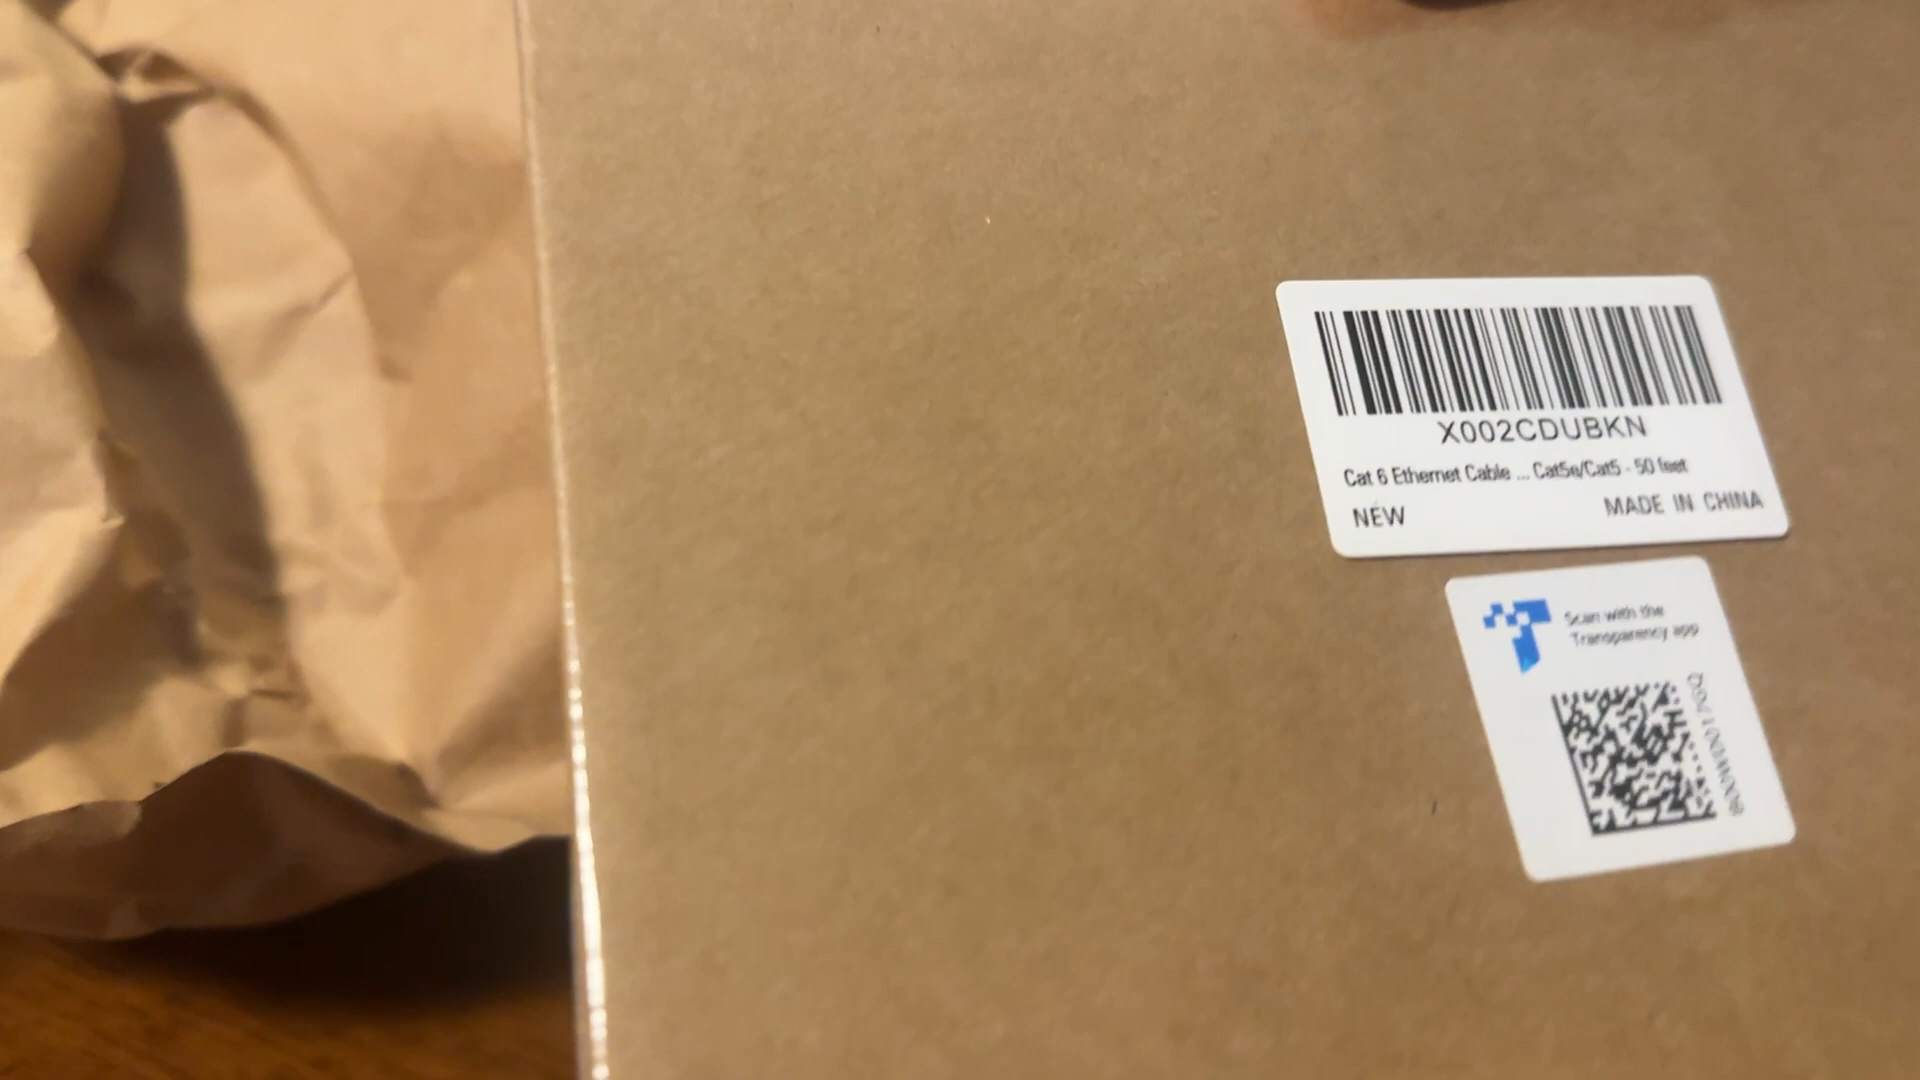 X002CDUBKN
Cat 6 Ethernet Cable ... Cat5e/Cat5 - 50 feet
NEW
MADE IN CHINA
Scan with the
Transparency app